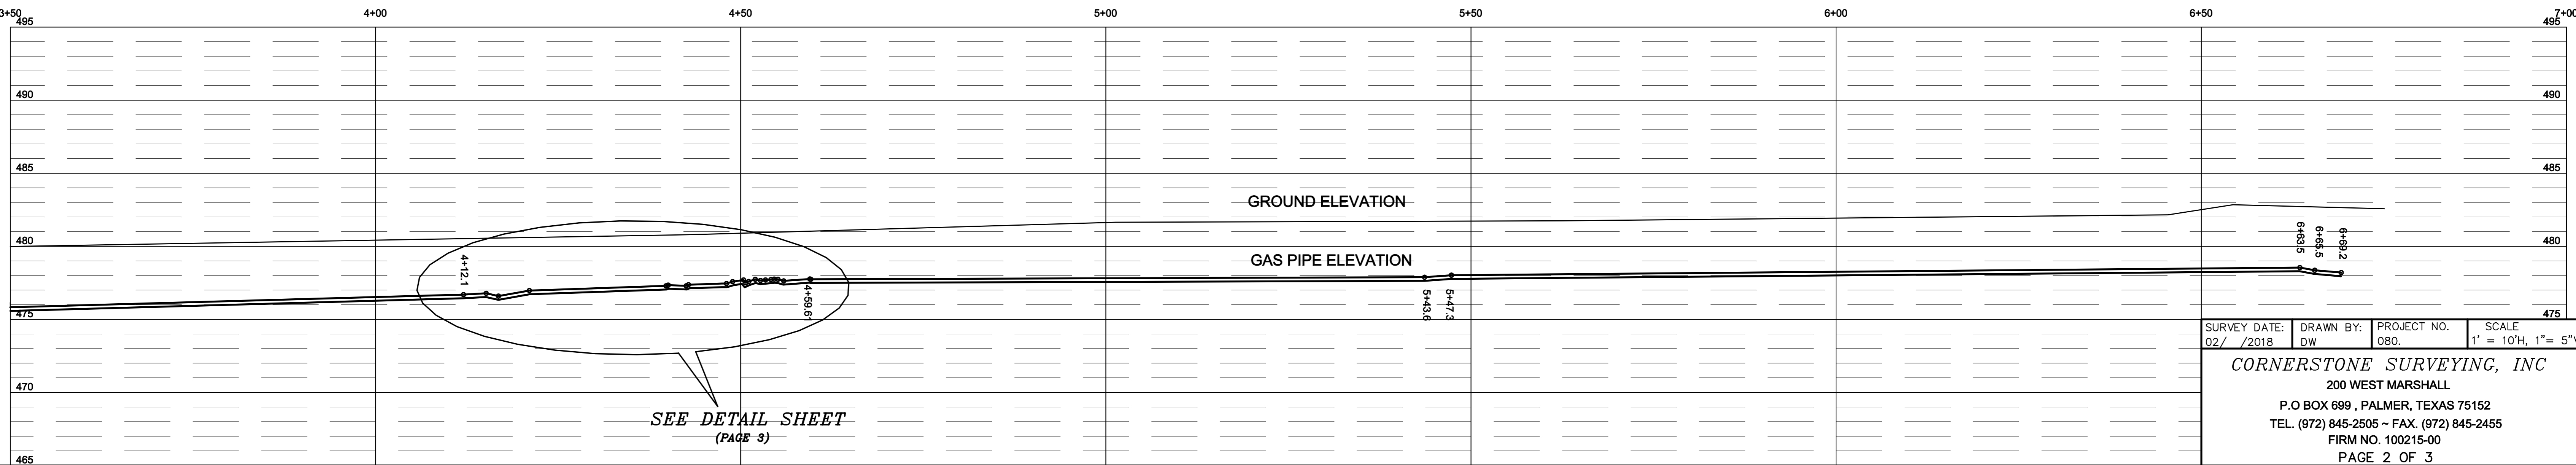 3+50 4+00 4+50 5+00 5+50 6+00 6+50 7+00
495 495
490 490
485 485
GROUND ELEVATION
480 480
GAS PIPE ELEVATION
4+12.1
4+59.61
5+43.6
5+47.3
6+63.5
6+65.5
6+69.2
475 475
470
465
SEE DETAIL SHEET
(PAGE 3)
SURVEY DATE: DRAWN BY: PROJECT NO. SCALE
02/ /2018 DW 080. 1' = 10'H, 1"= 5"V
CORNERSTONE SURVEYING, INC
200 WEST MARSHALL
P.O BOX 699 , PALMER, TEXAS 75152
TEL. (972) 845-2505 ~ FAX. (972) 845-2455
FIRM NO. 100215-00
PAGE 2 OF 3